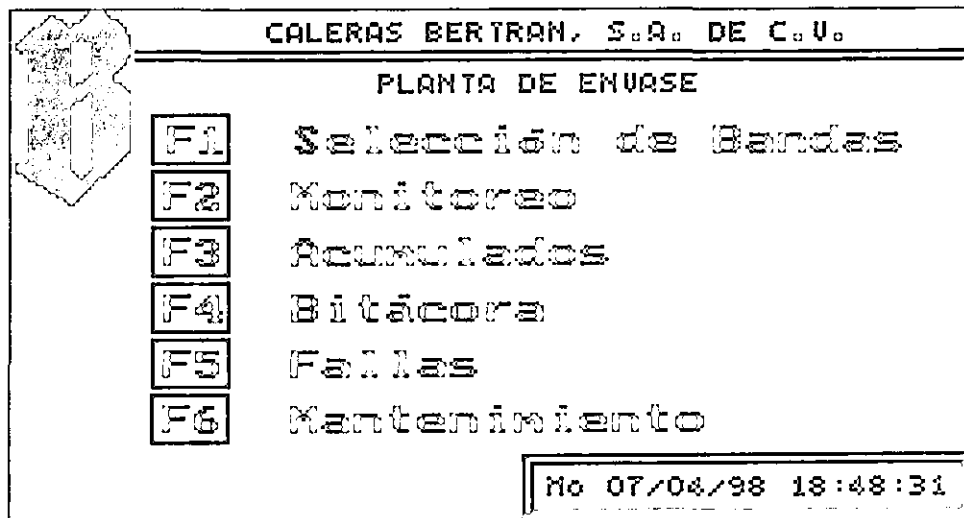 CALERAS BERTRAN, S.A. DE C.V.
PLANTA DE ENVASE
F1 Selección de Bandas
F2 Monitoreo
F3 Acumulados
F4 Bitácora
F5 Fallas
F6 Mantenimiento
Mo 07/04/98 18:48:31